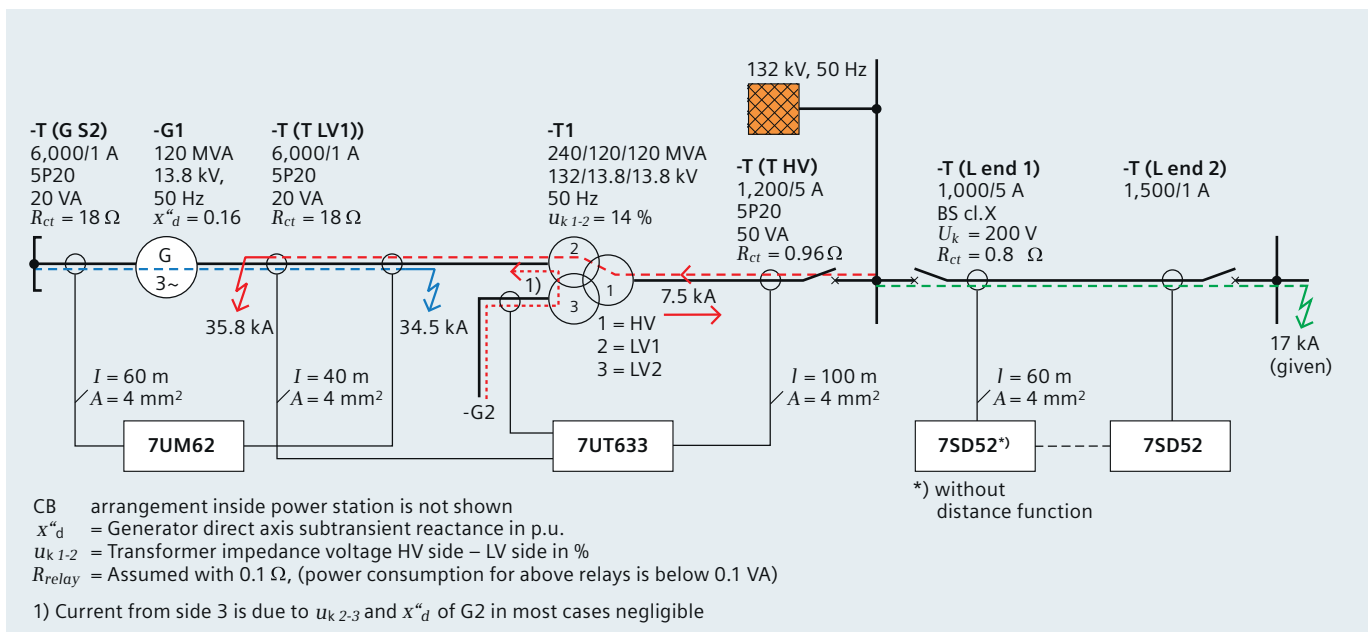 132 kV, 50 Hz
-T (G S2)
6,000/1 A
5P20
20 VA
Rct = 18 Ω
-G1
120 MVA
13.8 kV,
50 Hz
x“d = 0.16
-T (T LV1))
6,000/1 A
5P20
20 VA
Rct = 18 Ω
-T1
240/120/120 MVA
132/13.8/13.8 kV
50 Hz
uk 1-2 = 14 %
-T (T HV)
1,200/5 A
5P20
50 VA
Rct = 0.96 Ω
-T (L end 1)
1,000/5 A
BS cl.X
Uk = 200 V
Rct = 0.8 Ω
-T (L end 2)
1,500/1 A
G
3~
2
1
3
1)
7.5 kA
35.8 kA
34.5 kA
1 = HV
2 = LV1
3 = LV2
17 kA
(given)
I = 60 m
A = 4 mm²
I = 40 m
A = 4 mm²
-G2
l = 100 m
A = 4 mm²
l = 60 m
A = 4 mm²
7UM62
7UT633
7SD52*)
7SD52
*) without
distance function
CB arrangement inside power station is not shown
x“d = Generator direct axis subtransient reactance in p.u.
uk 1-2 = Transformer impedance voltage HV side – LV side in %
Rrelay = Assumed with 0.1 Ω, (power consumption for above relays is below 0.1 VA)
1) Current from side 3 is due to uk 2-3 and x“d of G2 in most cases negligible